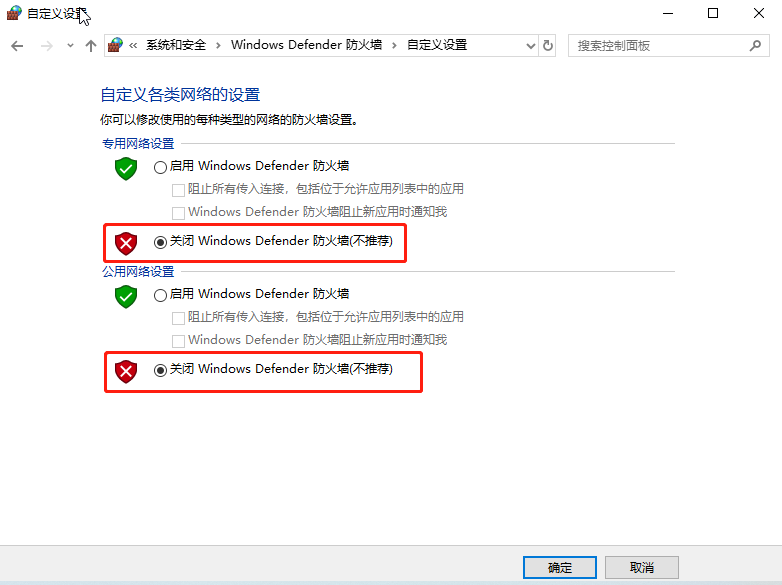 自定义设置
« 系统和安全 › Windows Defender 防火墙 › 自定义设置
搜索控制面板
自定义各类网络的设置
你可以修改使用的每种类型的网络的防火墙设置。
专用网络设置
启用 Windows Defender 防火墙
阻止所有传入连接，包括位于允许应用列表中的应用
Windows Defender 防火墙阻止新应用时通知我
关闭 Windows Defender 防火墙(不推荐)
公用网络设置
启用 Windows Defender 防火墙
阻止所有传入连接，包括位于允许应用列表中的应用
Windows Defender 防火墙阻止新应用时通知我
关闭 Windows Defender 防火墙(不推荐)
确定
取消